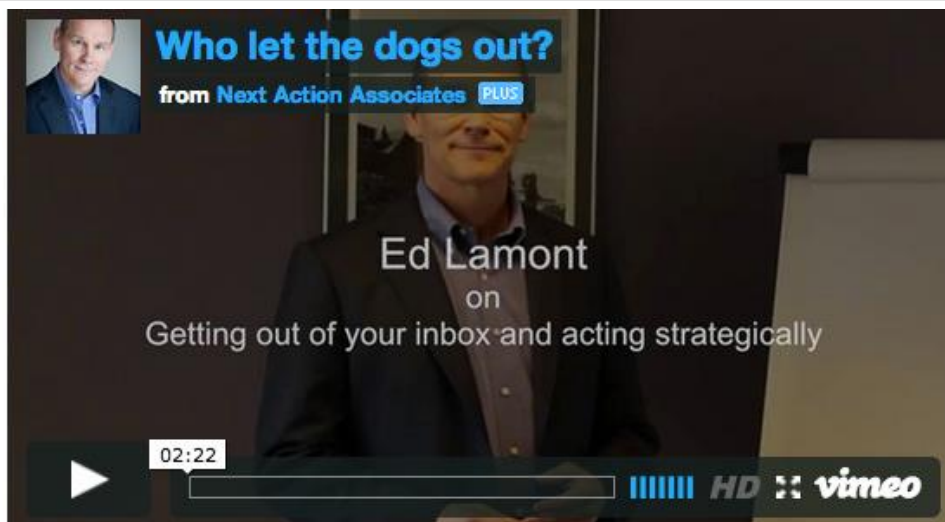 Who let the dogs out?
from Next Action Associates PLUS
Ed Lamont
on
Getting out of your inbox and acting strategically
02:22
HD vimeo